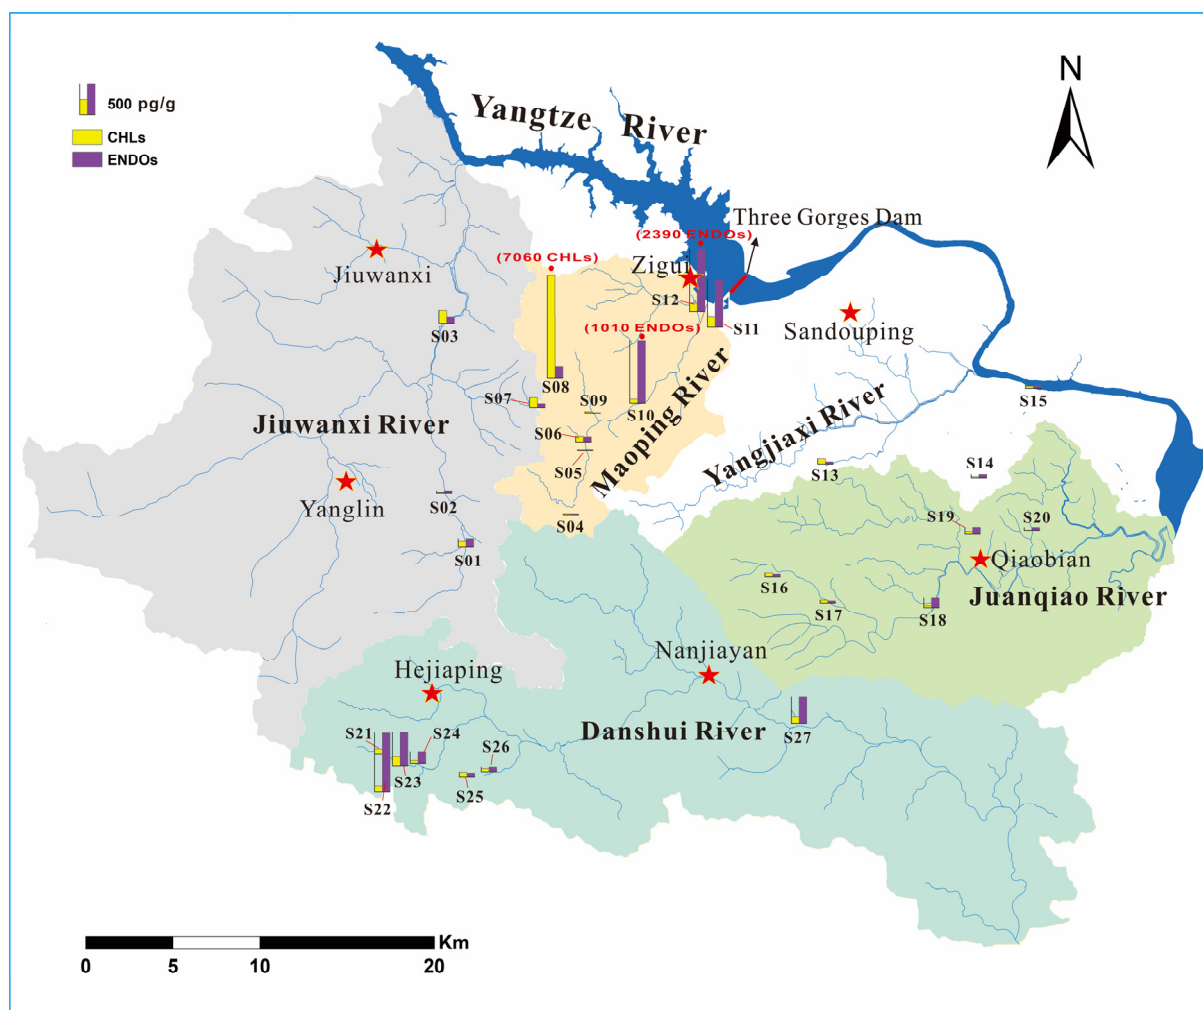 N
500 pg/g
CHLs
ENDOs
Yangtze River
Three Gorges Dam
(2390 ENDOs)
(7060 CHLs)
Zigui
Jiuwanxi
S12
S11
Sandouping
S03
(1010 ENDOs)
S08
S07
S09
S10
S15
Jiuwanxi River
Maoping River
Yangjiaxi River
S06
S05
S13
S14
Yanglin
S02
S04
S19
S20
S01
Qiaobian
S16
Juanqiao River
S17
S18
Nanjiayan
Hejiaping
Danshui River
S27
S21
S24
S26
S23
S25
S22
Km
0 5 10 20